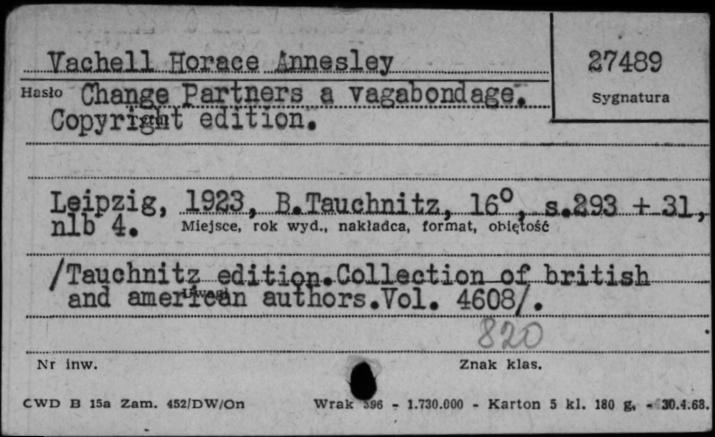 Vachell Horace Annesley
27489
Hasło Change Partners a vagabondage.
Sygnatura
Copyright edition.
Leipzig, 1923, B.Tauchnitz, 16°, s.293 + 31,
nlb 4.
Miejsce, rok wyd., nakładca, format, objętość
/Tauchnitz edition.Collection of british
and american authors.Vol. 4608/.
820
Nr inw.
Znak klas.
CWD B 15a Zam. 452/DW/On Wrak 396 - 1.730.000 - Karton 5 kl. 180 g. - 30.4.68.